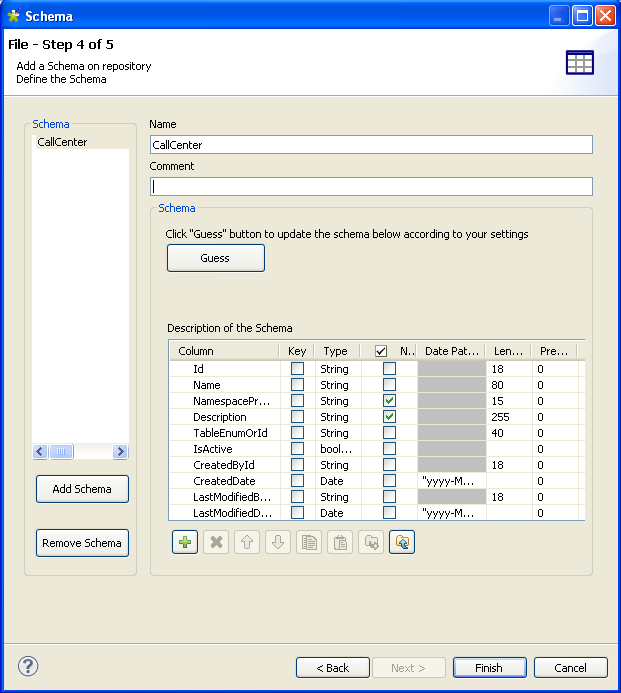 Schema
File - Step 4 of 5
Add a Schema on repository
Define the Schema
Schema
CallCenter
Add Schema
Remove Schema
Name
CallCenter
Comment
Schema
Click "Guess" button to update the schema below according to your settings
Guess
Description of the Schema
Column Key Type N.. Date Pat... Len... Pre...
Id String 18 0
Name String 80 0
NamespacePr... String 15 0
Description String 255 0
TableEnumOrId String 40 0
IsActive bool... 0
CreatedById String 18 0
CreatedDate Date "yyyy-M... 0
LastModifiedB... String 18 0
LastModifiedD... Date "yyyy-M... 0
?
< Back Next > Finish Cancel